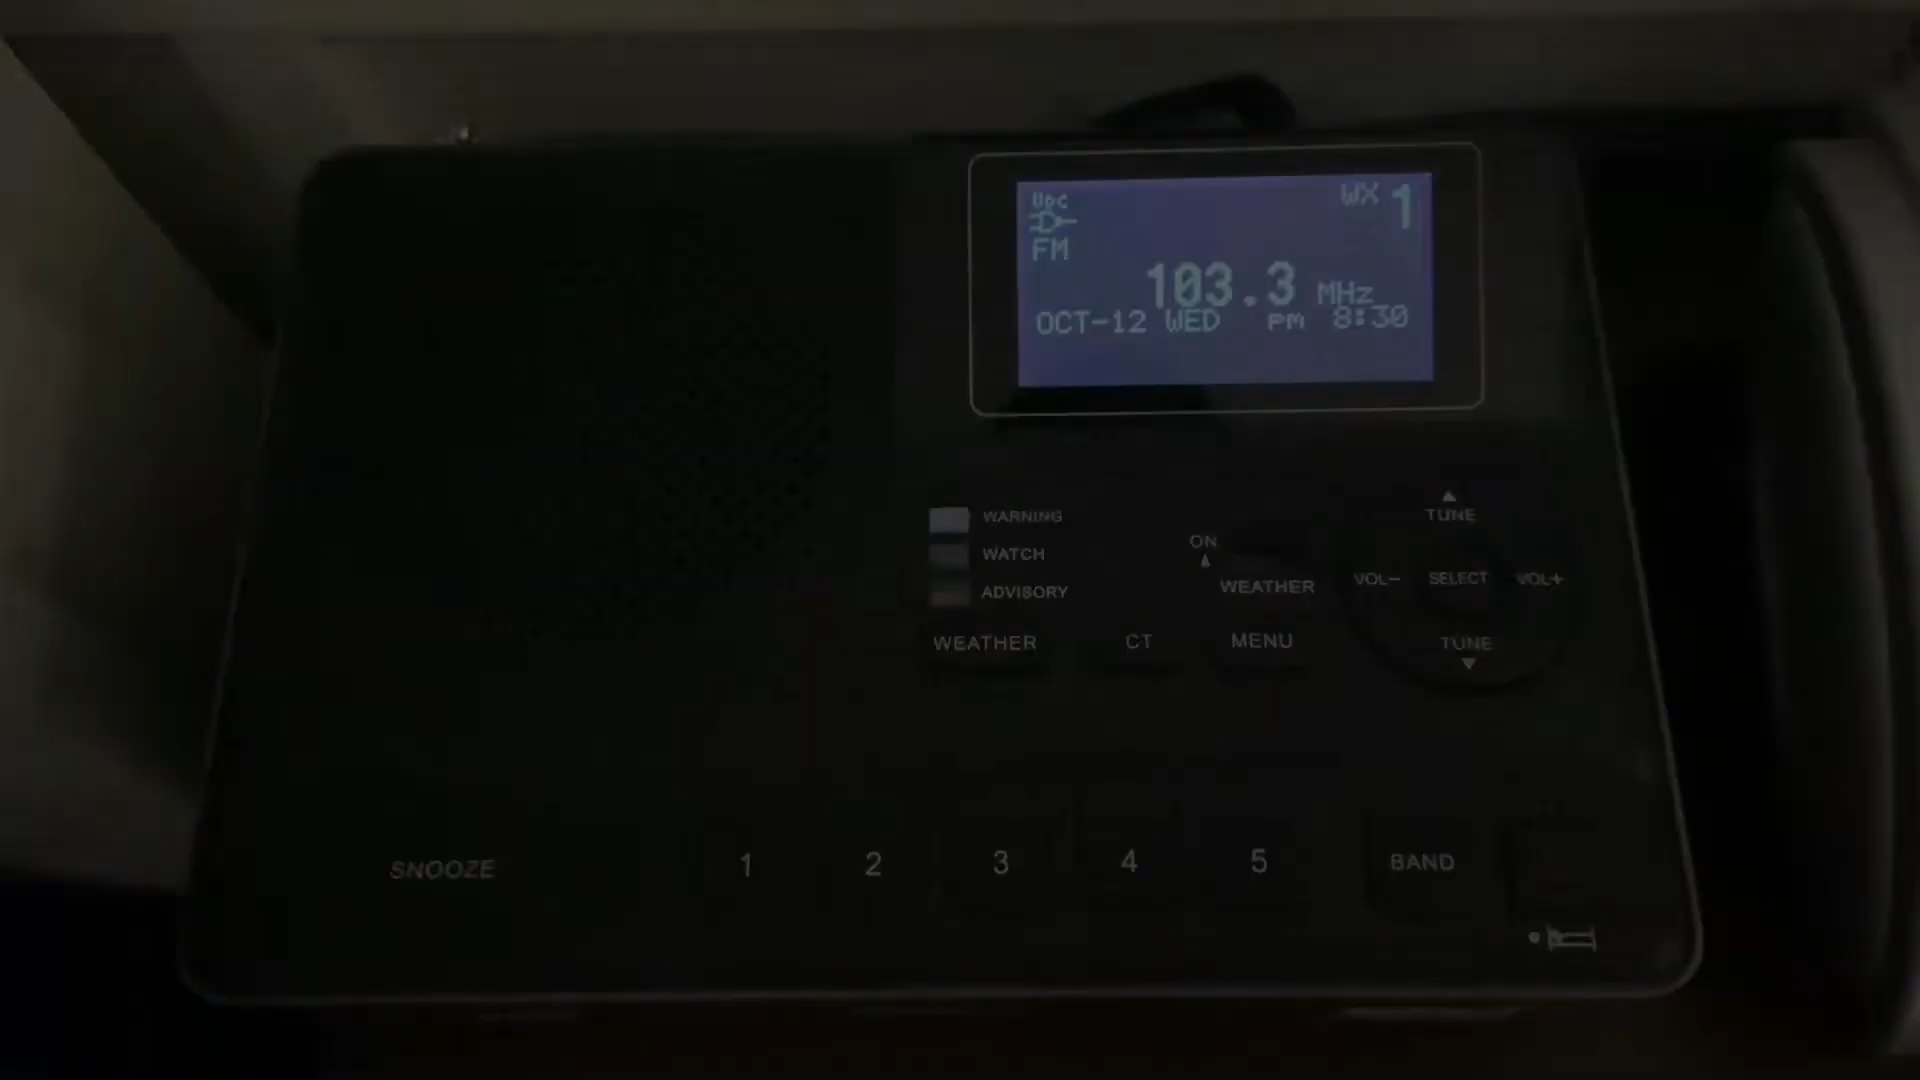 VDC
WX 1
FM
103.3 MHz
OCT-12 WED PM 8:30
WARNING
WATCH
ADVISORY
ON
WEATHER
TUNE
VOL- SELECT VOL+
TUNE
WEATHER CT MENU
SNOOZE 1 2 3 4 5 BAND